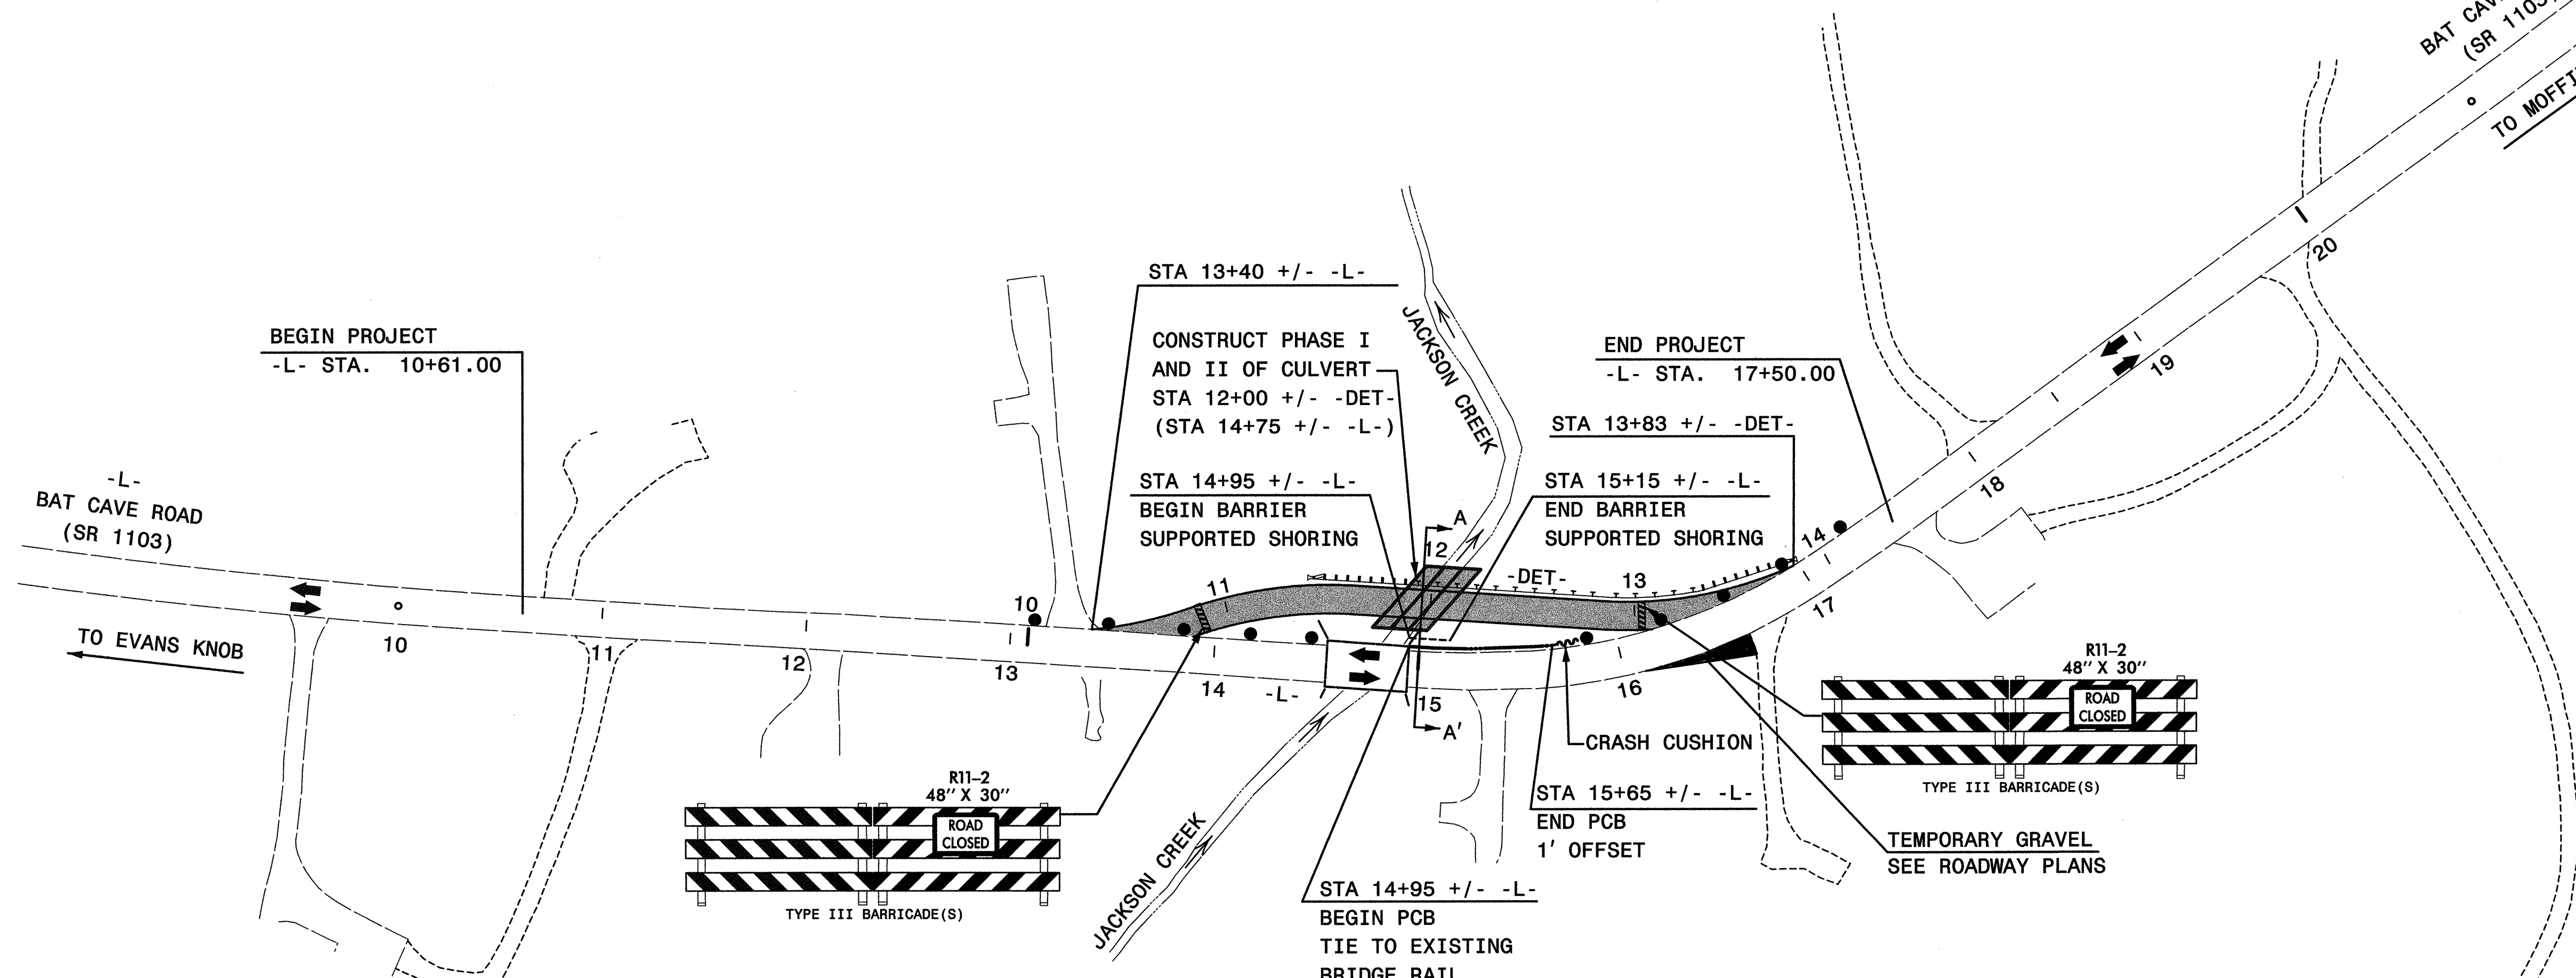 BAT CAVE
(SR 1103)
TO MOFFI
STA 13+40 +/- -L-
CONSTRUCT PHASE I
AND II OF CULVERT
STA 12+00 +/- -DET-
(STA 14+75 +/- -L-)
JACKSON CREEK
BEGIN PROJECT
-L- STA. 10+61.00
END PROJECT
-L- STA. 17+50.00
STA 13+83 +/- -DET-
STA 14+95 +/- -L-
BEGIN BARRIER
SUPPORTED SHORING
STA 15+15 +/- -L-
END BARRIER
SUPPORTED SHORING
-L-
BAT CAVE ROAD
(SR 1103)
TO EVANS KNOB
A
12
-DET-
11
13
14
10
10
11
12
13
14
-L-
15
A'
16
17
18
19
20
CRASH CUSHION
STA 15+65 +/- -L-
END PCB
1' OFFSET
R11-2
48" X 30"
ROAD
CLOSED
TYPE III BARRICADE(S)
TEMPORARY GRAVEL
SEE ROADWAY PLANS
R11-2
48" X 30"
ROAD
CLOSED
TYPE III BARRICADE(S)
JACKSON CREEK
STA 14+95 +/- -L-
BEGIN PCB
TIE TO EXISTING
BRIDGE RAIL